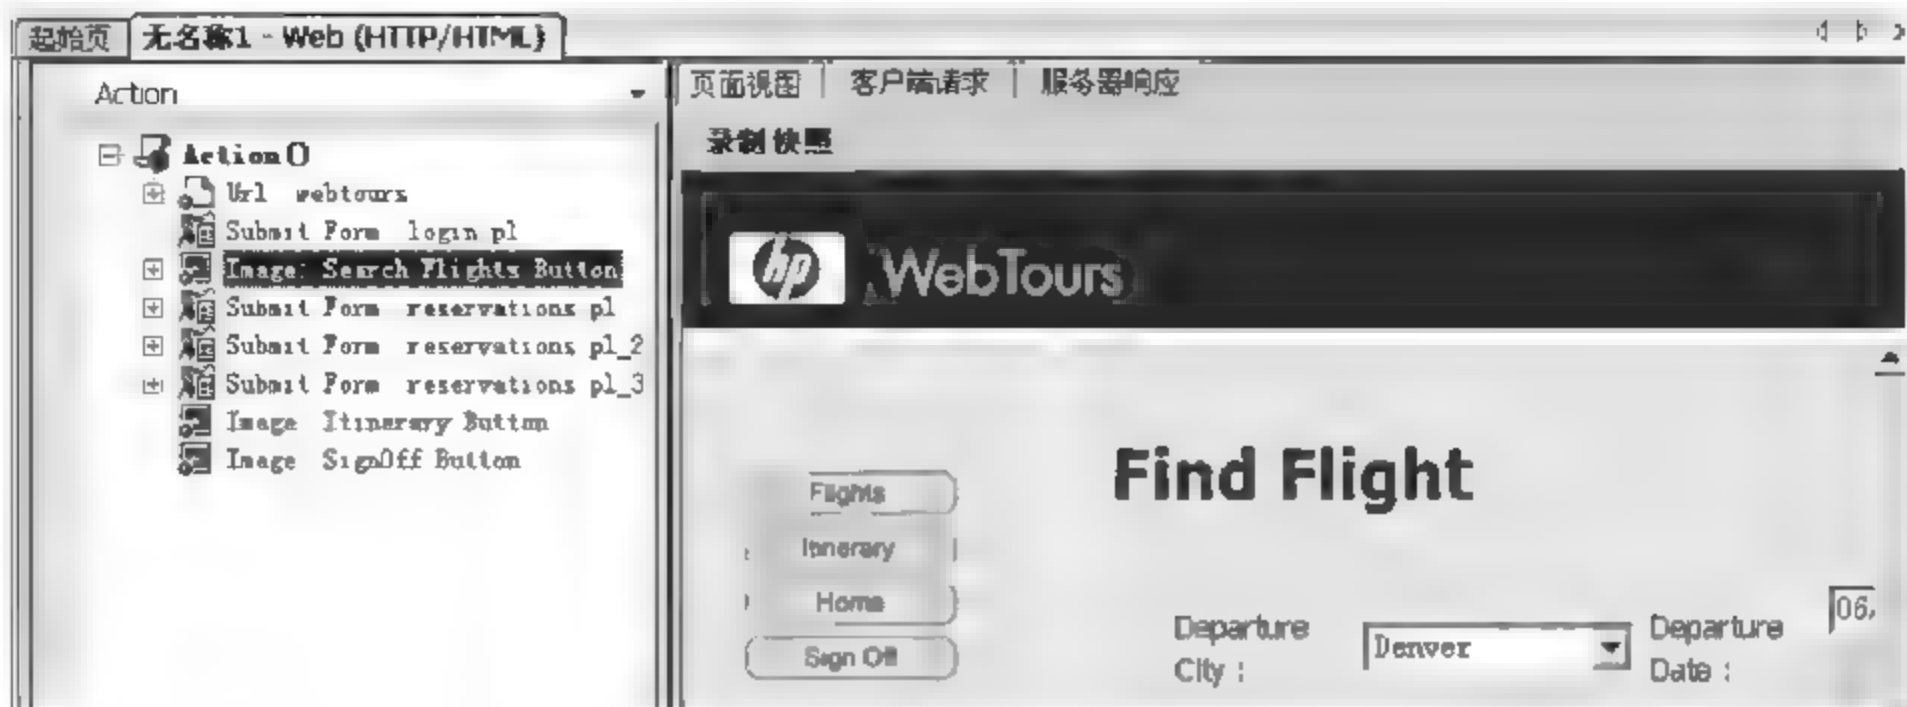 起始页 无名称1 - Web (HTTP/HTML)
Action
页面视图 客户端请求 服务器响应
录制快照
Action()
Url webtours
Submit Form login pl
Image: Search Flights Button
Submit Form reservations pl
Submit Form reservations pl_2
Submit Form reservations pl_3
Image Itinerary Button
Image SignOff Button
hp WebTours
Find Flight
Flights
Itinerary
Home
Sign Off
Departure City :
Denver
Departure Date :
06,